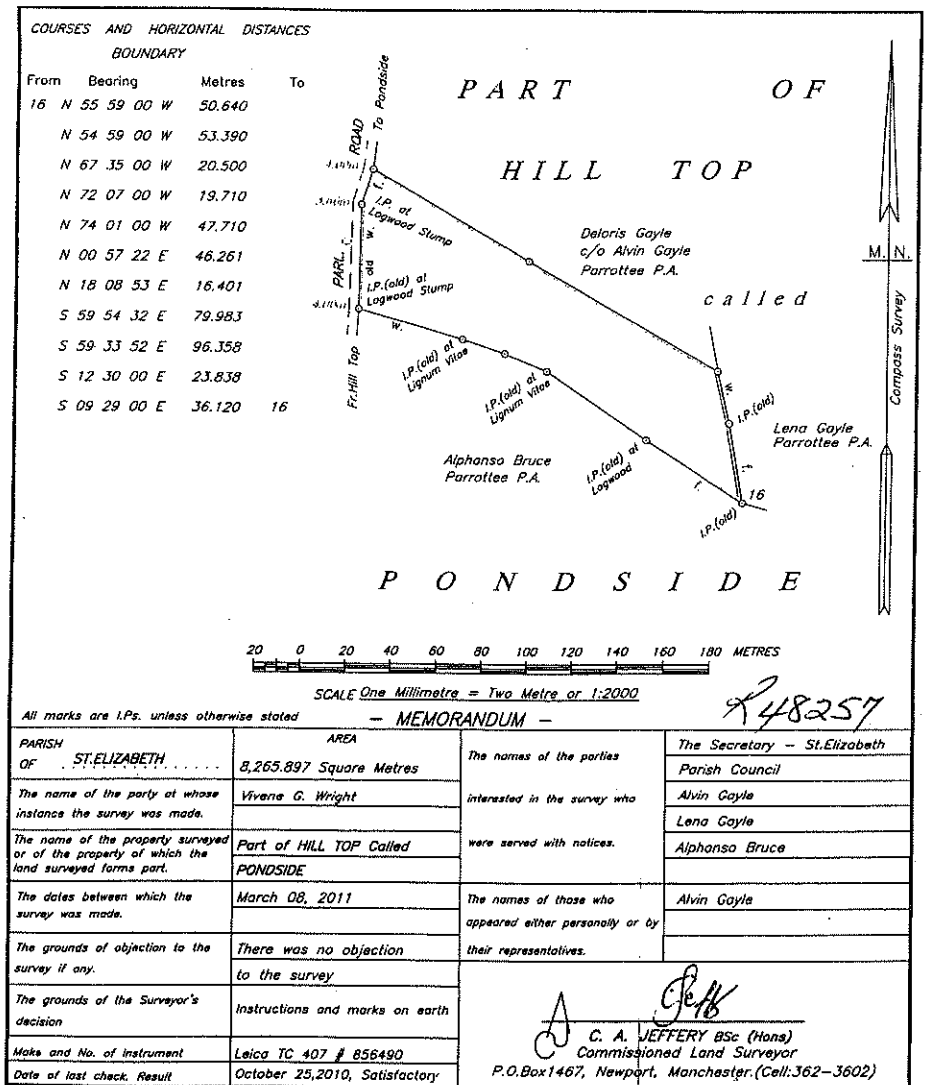 COURSES AND HORIZONTAL DISTANCES
BOUNDARY
From Bearing Metres To
16 N 55 59 00 W 50.640
N 54 59 00 W 53.390
N 67 35 00 W 20.500
N 72 07 00 W 19.710
N 74 01 00 W 47.710
N 00 57 22 E 46.261
N 18 08 53 E 16.401
S 59 54 32 E 79.983
S 59 33 52 E 96.358
S 12 30 00 E 23.838
S 09 29 00 E 36.120 16
PART OF
HILL TOP
called
PONDSIDE
To Pondside
PARL. ROAD
Fr.Hill Top
f.
I.P. at
Logwood Stump
w.
old
I.P.(old) at
Logwood Stump
w.
I.P.(old) at
Lignum Vitae
I.P.(old) at
Lignum Vitae
I.P.(old) at
Logwood
f.
I.P.(old)
16
f.
I.P.(old)
w.
Deloris Gayle
c/o Alvin Gayle
Parrottee P.A.
Lena Gayle
Parrottee P.A.
Alphonso Bruce
Parrottee P.A.
M. N.
Compass Survey
20 0 20 40 60 80 100 120 140 160 180 METRES
SCALE One Millimetre = Two Metre or 1:2000
R48257
All marks are I.Ps. unless otherwise stated
– MEMORANDUM –
PARISH
OF ST.ELIZABETH
AREA
8,265.897 Square Metres
The name of the party at whose
instance the survey was made.
Vivene G. Wright
The name of the property surveyed
or of the property of which the
land surveyed forms part.
Part of HILL TOP Called
PONDSIDE
The dates between which the
survey was made.
March 08, 2011
The grounds of objection to the
survey if any.
There was no objection
to the survey
The grounds of the Surveyor's
decision
Instructions and marks on earth
Make and No. of Instrument
Leica TC 407 # 856490
Date of last check, Result
October 25,2010, Satisfactory
The names of the parties
interested in the survey who
were served with notices.
The Secretary – St.Elizabeth
Parish Council
Alvin Gayle
Lena Gayle
Alphonso Bruce
The names of those who
appeared either personally or by
their representatives.
Alvin Gayle
C. A. JEFFERY BSc (Hons)
Commissioned Land Surveyor
P.O.Box1467, Newport, Manchester.(Cell:362–3602)